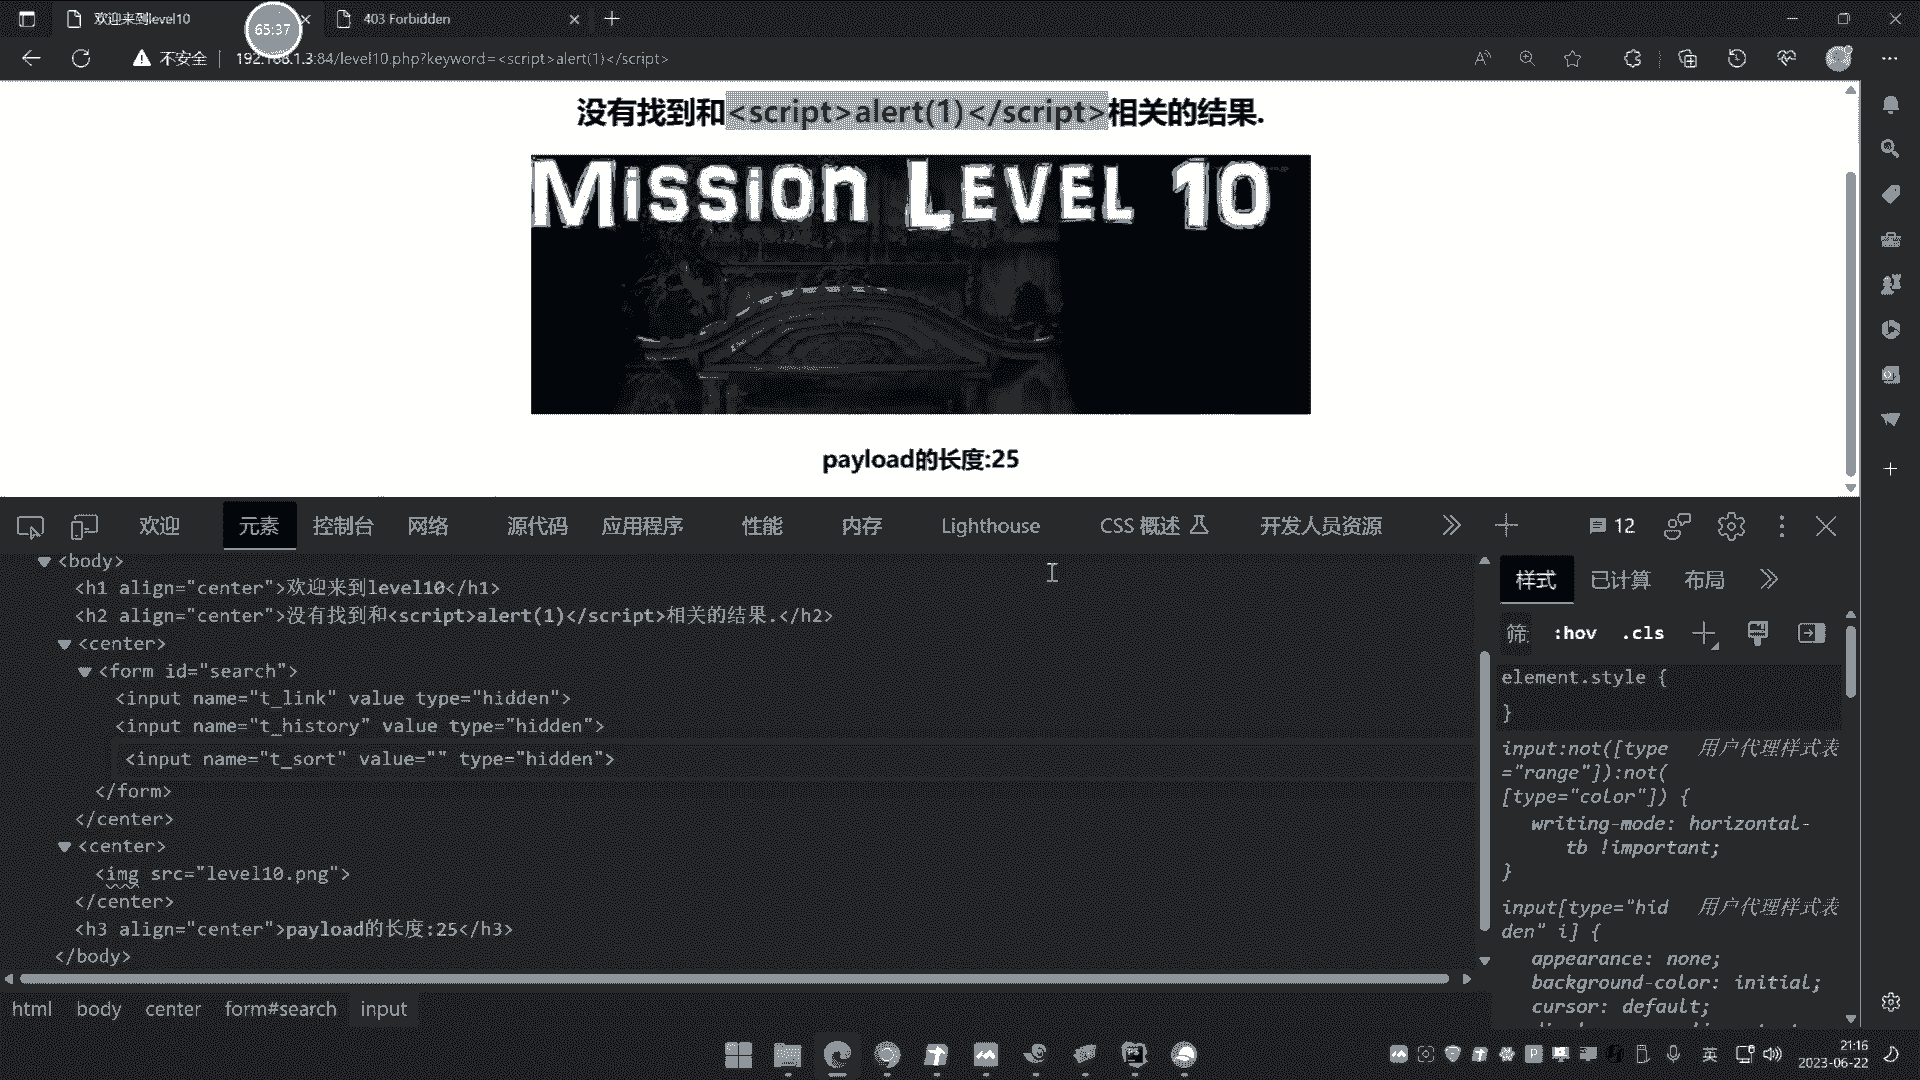 欢迎来到level10
403 Forbidden
65:37
不安全
192.168.1.3:84/level10.php?keyword=<script>alert(1)</script>
没有找到和<script>alert(1)</script>相关的结果.
Mission Level 10
payload的长度:25
欢迎 元素 控制台 网络 源代码 应用程序 性能 内存 Lighthouse CSS 概述 开发人员资源 12
<body>
<h1 align="center">欢迎来到level10</h1>
<h2 align="center">没有找到和<script>alert(1)</script>相关的结果.</h2>
<center>
<form id="search">
<input name="t_link" value type="hidden">
<input name="t_history" value type="hidden">
<input name="t_sort" value="" type="hidden">
</form>
</center>
<center>
<img src="level10.png">
</center>
<h3 align="center">payload的长度:25</h3>
</body>
html body center form#search input
样式 已计算 布局
筛 :hov .cls
element.style {
}
input:not([type 用户代理样式表
="range"]):not(
[type="color"]) {
writing-mode: horizontal-
tb !important;
}
input[type="hid 用户代理样式表
den" i] {
appearance: none;
background-color: initial;
cursor: default;
英
21:16
2023-06-22